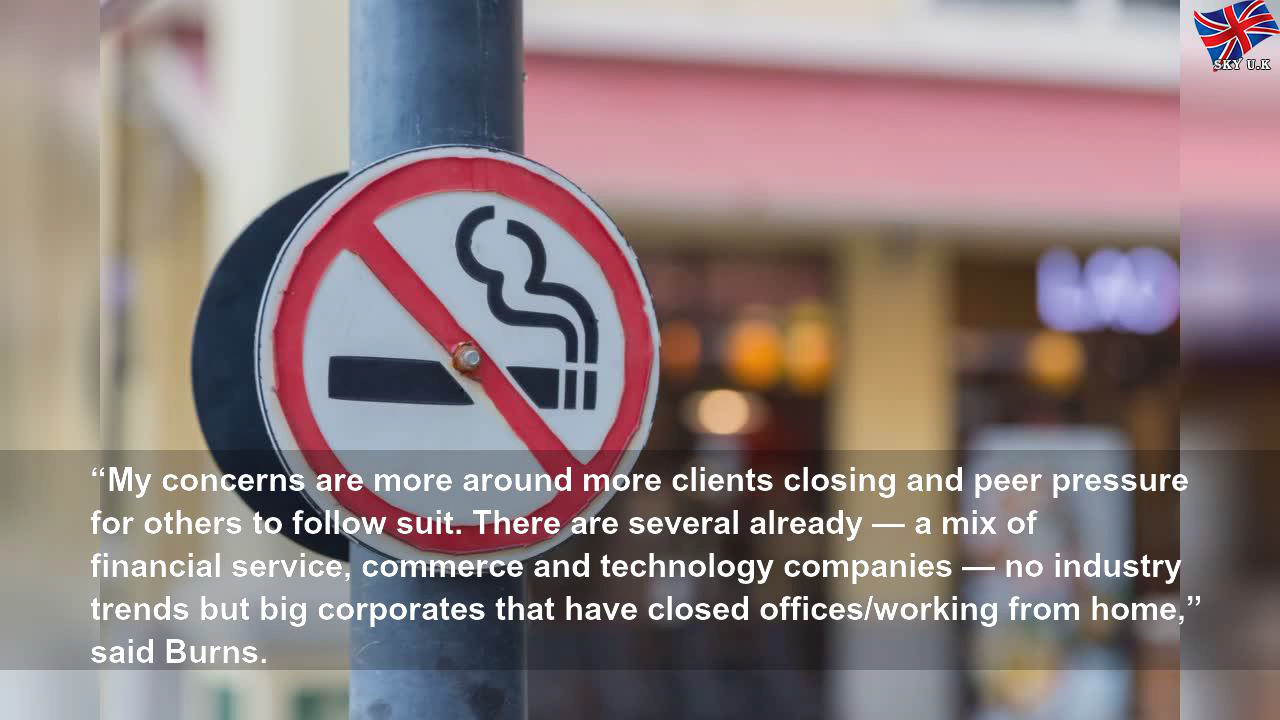 SKY U.K
“My concerns are more around more clients closing and peer pressure
for others to follow suit. There are several already — a mix of
financial service, commerce and technology companies — no industry
trends but big corporates that have closed offices/working from home,”
said Burns.